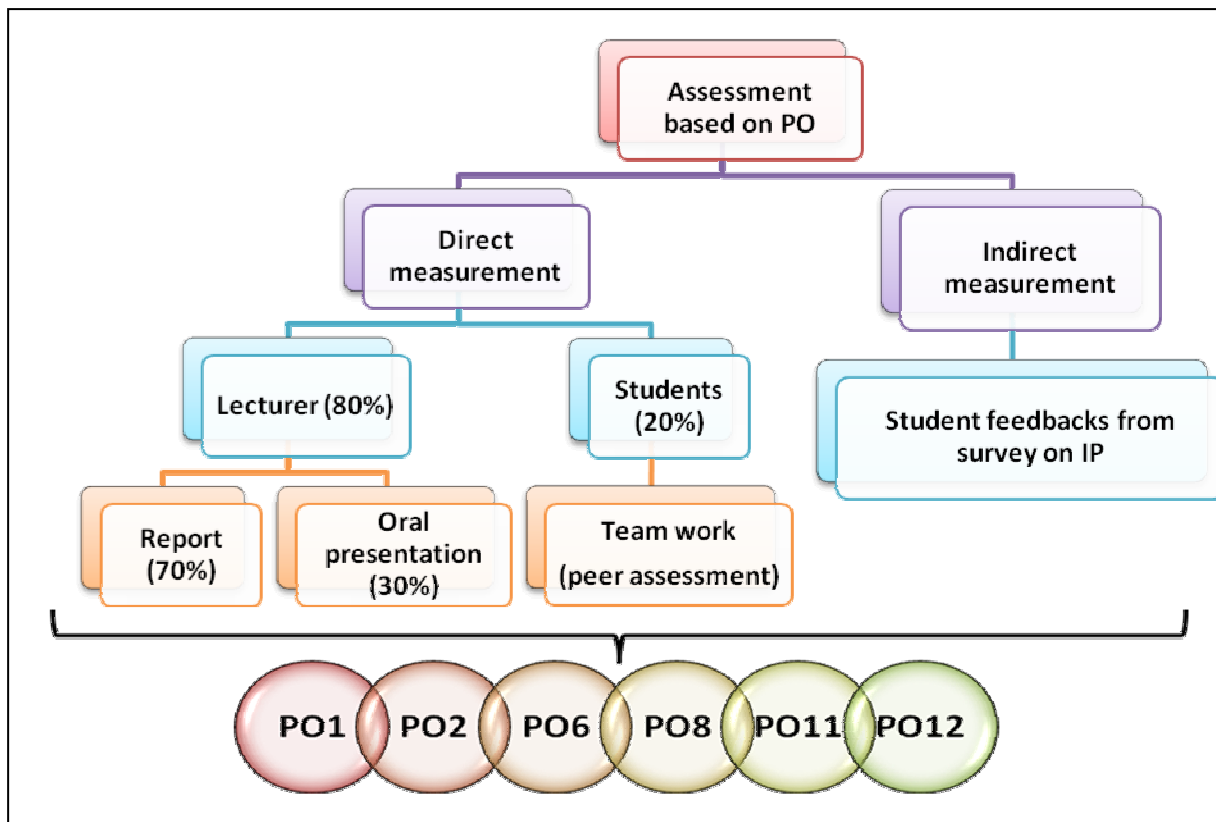 Assessment
based on PO
Direct
measurement
Indirect
measurement
Lecturer (80%)
Students
(20%)
Student feedbacks from
survey on IP
Report
(70%)
Oral
presentation
(30%)
Team work
(peer assessment)
PO1
PO2
PO6
PO8
PO11
PO12